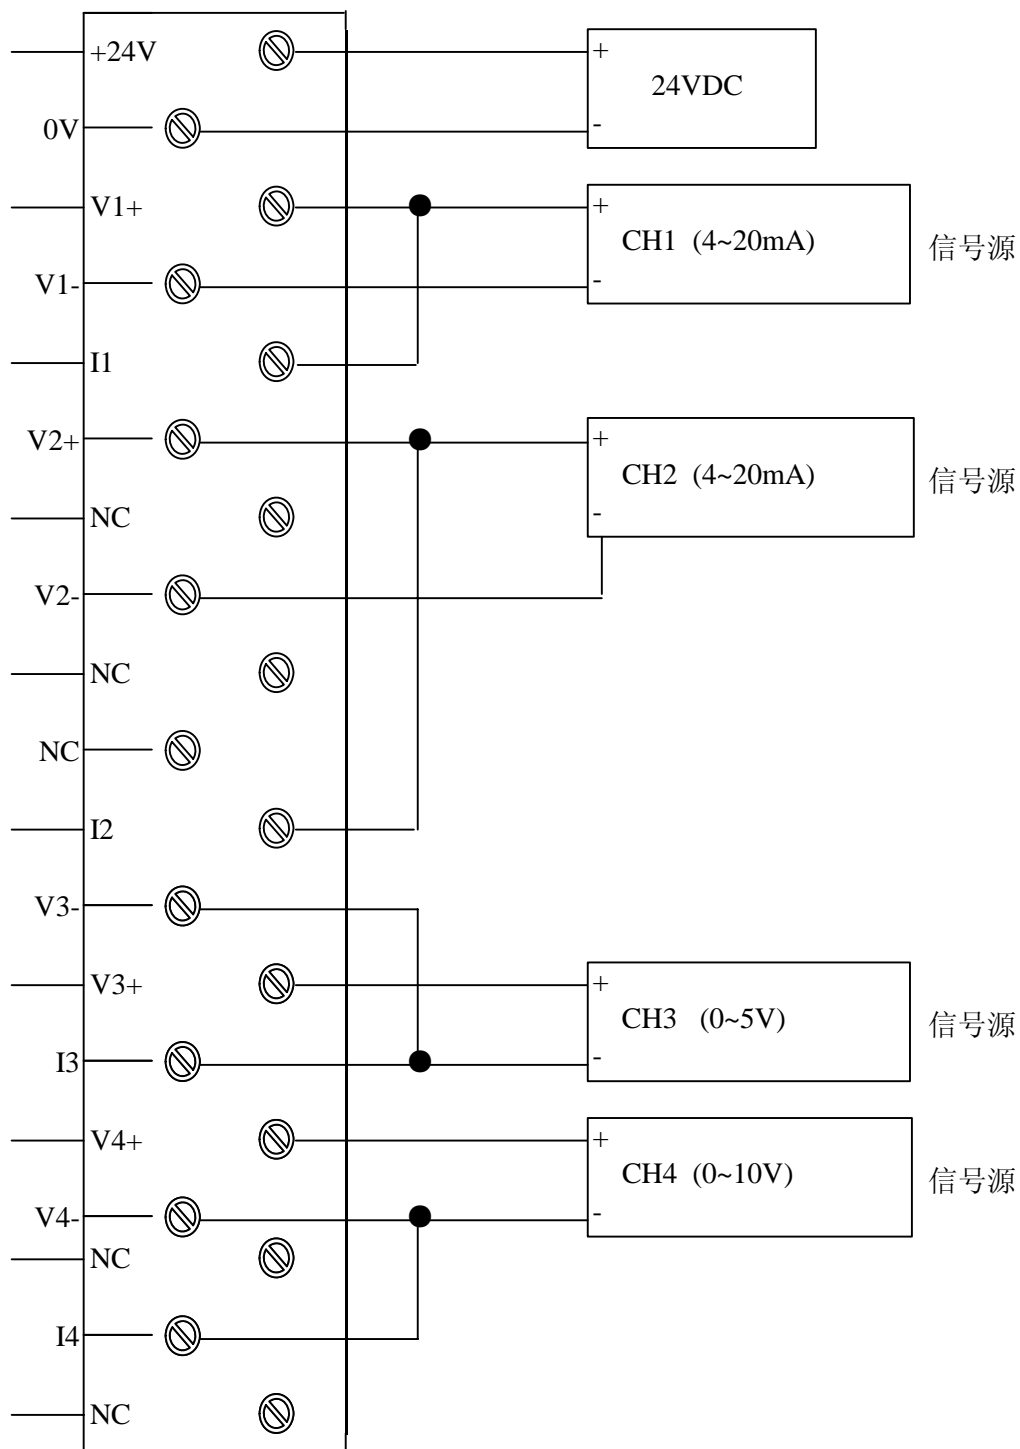 +24V
+
24VDC
0V
-
V1+
+
CH1 (4~20mA)
信号源
V1-
-
I1
V2+
+
CH2 (4~20mA)
信号源
NC
-
V2-
NC
NC
I2
V3-
V3+
+
CH3 (0~5V)
信号源
I3
-
V4+
+
CH4 (0~10V)
信号源
V4-
-
NC
I4
NC